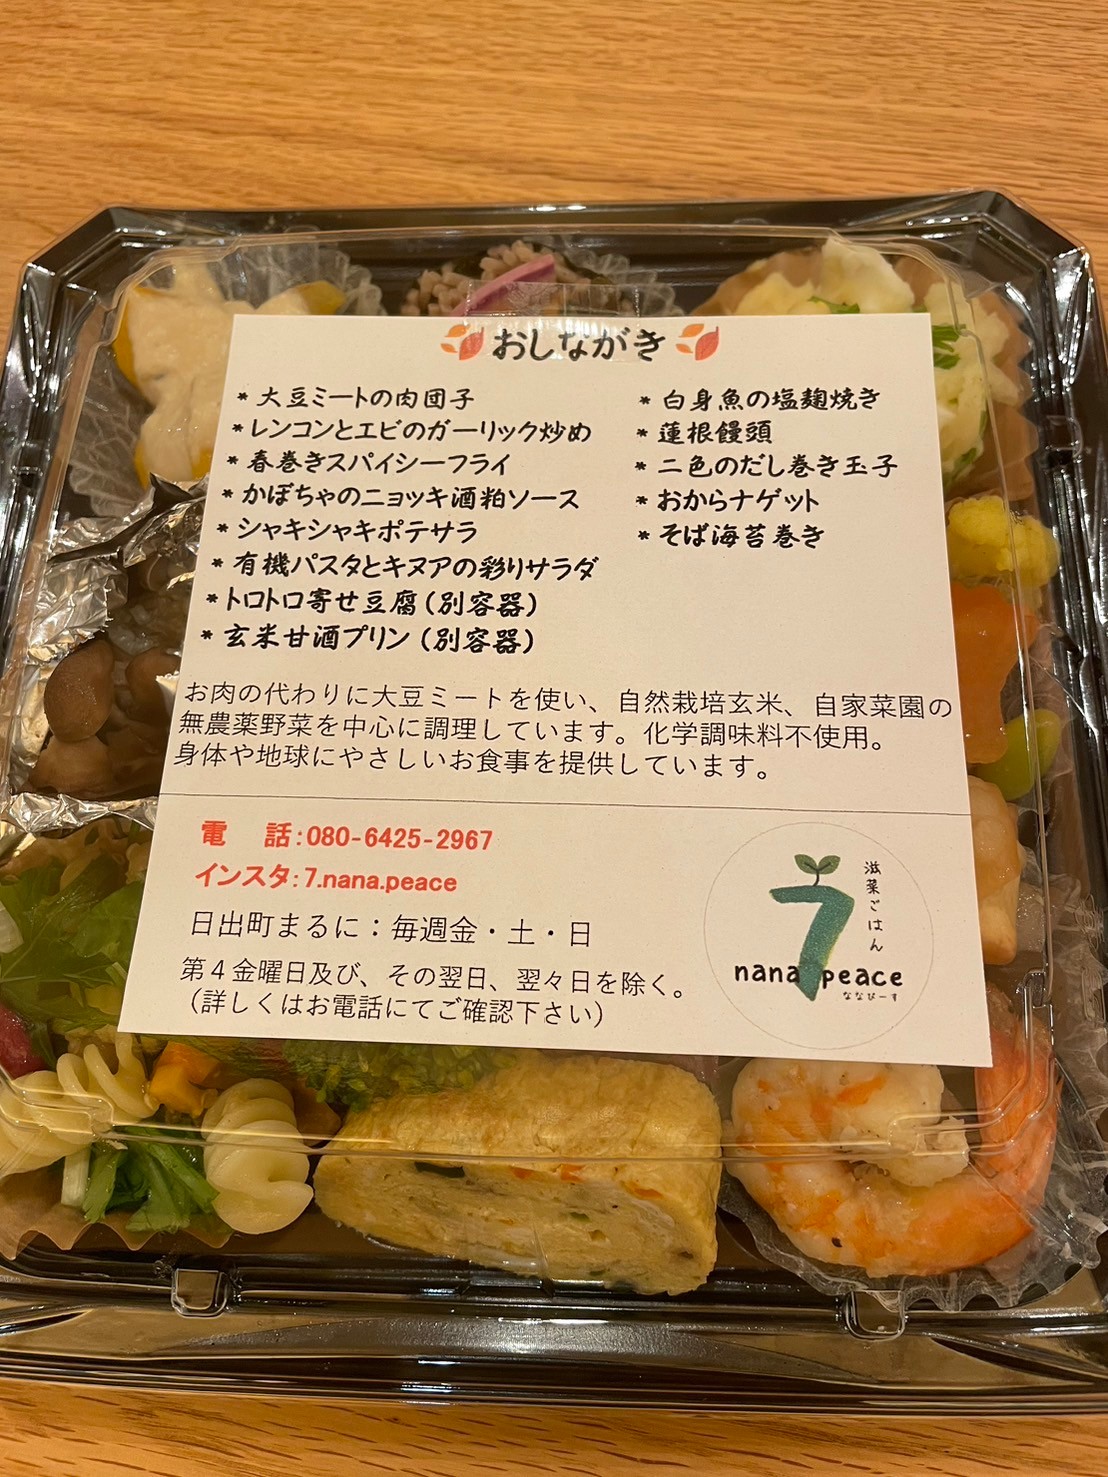 おしながき
* 大豆ミートの肉団子
* レンコンとエビのガーリック炒め
* 春巻きスパイシーフライ
* かぼちゃのニョッキ酒粕ソース
* シャキシャキポテサラ
* 有機パスタとキヌアの彩りサラダ
* トロトロ寄せ豆腐(別容器)
* 玄米甘酒プリン(別容器)
* 白身魚の塩麹焼き
* 蓮根饅頭
* 二色のだし巻き玉子
* おからナゲット
* そば海苔巻き
お肉の代わりに大豆ミートを使い、自然栽培玄米、自家菜園の
無農薬野菜を中心に調理しています。化学調味料不使用。
身体や地球にやさしいお食事を提供しています。
電 話:080-6425-2967
インスタ:7.nana.peace
日出町まるに:毎週金・土・日
第4金曜日及び、その翌日、翌々日を除く。
(詳しくはお電話にてご確認下さい)
7
滋菜ごはん
nana peace
ななぴーす